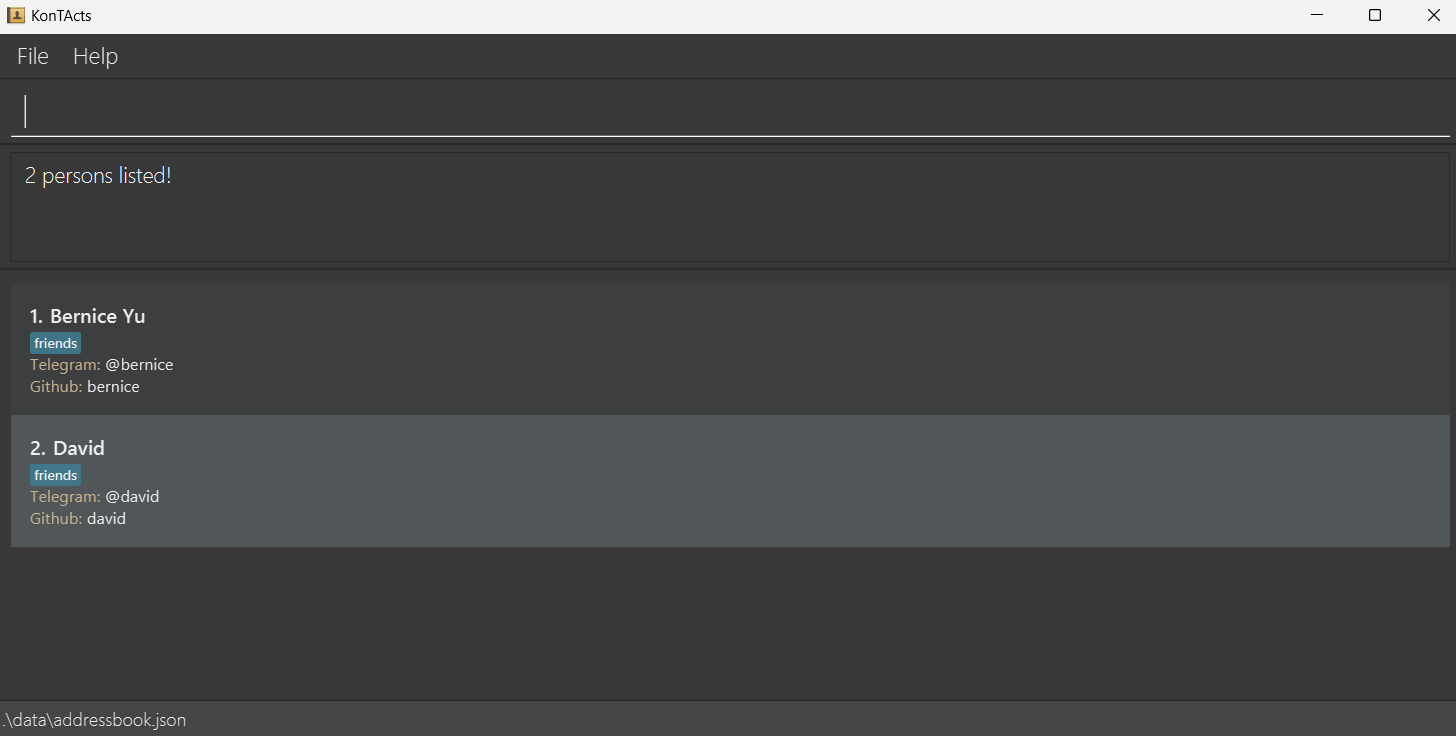 KonTActs
File Help
2 persons listed!
1. Bernice Yu
friends
Telegram: @bernice
Github: bernice
2. David
friends
Telegram: @david
Github: david
.\data\addressbook.json